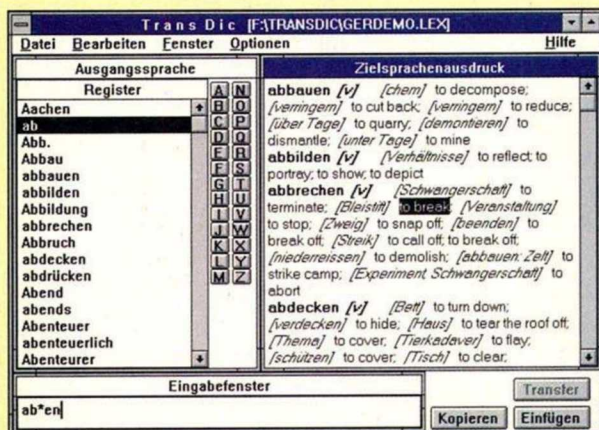 Trans Dic [F:\TRANSDIC\GERDEMO.LEX]
Datei Bearbeiten Fenster Optionen Hilfe
Ausgangssprache
Register
Aachen
ab
Abb.
Abbau
abbauen
abbilden
Abbildung
abbrechen
Abbruch
abdecken
abdrücken
Abend
abends
Abenteuer
abenteuerlich
Abenteurer
A N
B O
C P
D Q
E R
F S
G T
H U
I V
J W
K X
L Y
M Z
Zielsprachenausdruck
abbauen [v] [chem] to decompose;
[verringern] to cut back; [verringern] to reduce;
[über Tage] to quarry; [demontieren] to
dismantle; [unter Tage] to mine
abbilden [v] [Verhältnisse] to reflect; to
portray; to show; to depict
abbrechen [v] [Schwangerschaft] to
terminate; [Bleistift] to break; [Veranstaltung]
to stop; [Zweig] to snap off; [beenden] to
break off; [Streik] to call off; to break off;
[niederreissen] to demolish; [abbauen: Zelt] to
strike camp; [Experiment, Schwangerschaft] to
abort
abdecken [v] [Bett] to turn down;
[verdecken] to hide; [Haus] to tear the roof off;
[Thema] to cover; [Tierkadaver] to flay;
[schützen] to cover; [Tisch] to clear;
Eingabefenster
ab*en
Transfer
Kopieren Einfügen